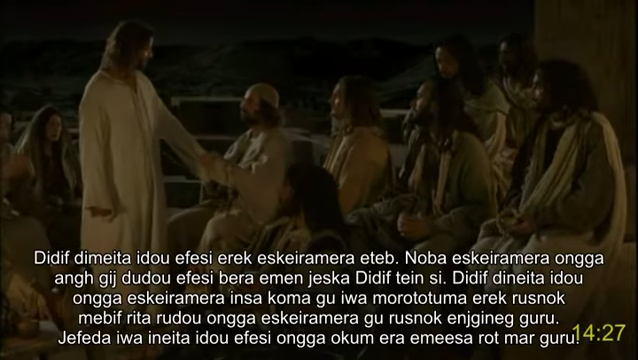 Didif dimeita idou efesi erek eskeiramera eteb. Noba eskeiramera ongga
angh gij dudou efesi bera emen jeska Didif tein si. Didif dineita idou
ongga eskeiramera insa koma gu iwa morototuma erek rusnok
mebif rita rudou ongga eskeiramera gu rusnok enjgineg guru.
Jefeda iwa ineita idou efesi ongga okum era emeesa rot mar guru!
14:27